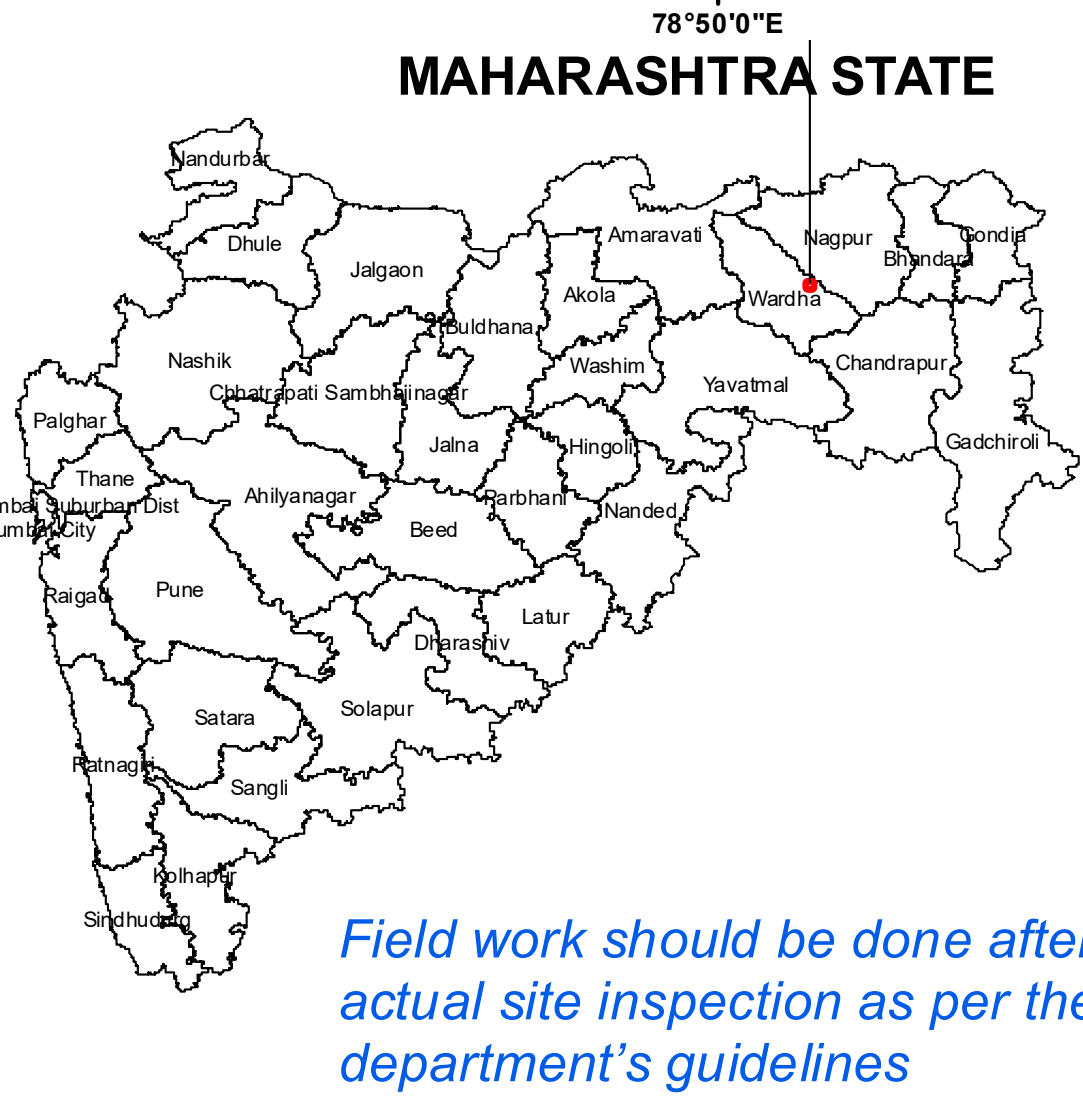 78°50'0"E
MAHARASHTRA STATE
Nandurbar
Dhule
Jalgaon
Amaravati
Nagpur
Gondia
Bhandara
Akola
Wardha
Buldhana
Nashik
Washim
Chandrapur
Chhatrapati Sambhajinagar
Yavatmal
Palghar
Jalna
Hingoli
Gadchiroli
Thane
Ahilyanagar
Parbhani
mbai Suburban Dist
Nanded
umbai City
Beed
Raigad
Pune
Latur
Dharashiv
Satara
Solapur
Ratnagiri
Sangli
Kolhapur
Sindhudurg
Field work should be done after
actual site inspection as per the
department’s guidelines